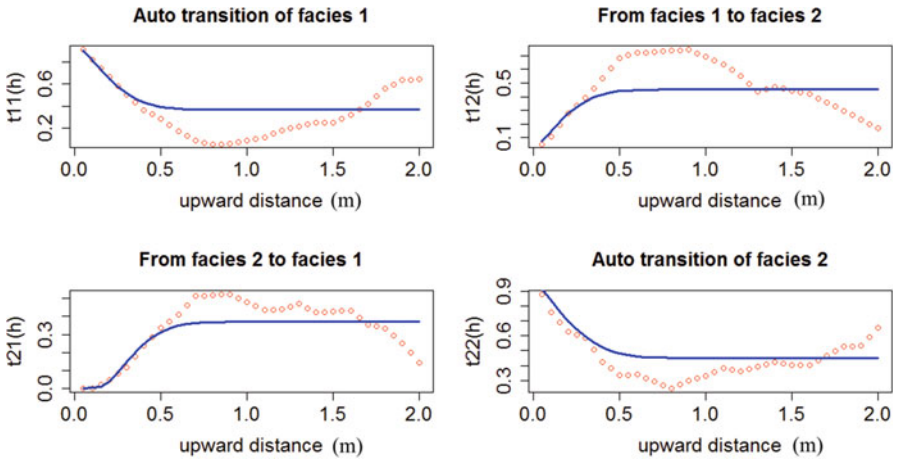 Auto transition of facies 1
t11(h)
0.2 0.6
0.0 0.5 1.0 1.5 2.0
upward distance (m)
From facies 1 to facies 2
t12(h)
0.1 0.5
0.0 0.5 1.0 1.5 2.0
upward distance (m)
From facies 2 to facies 1
t21(h)
0.0 0.3
0.0 0.5 1.0 1.5 2.0
upward distance (m)
Auto transition of facies 2
t22(h)
0.3 0.6 0.9
0.0 0.5 1.0 1.5 2.0
upward distance (m)